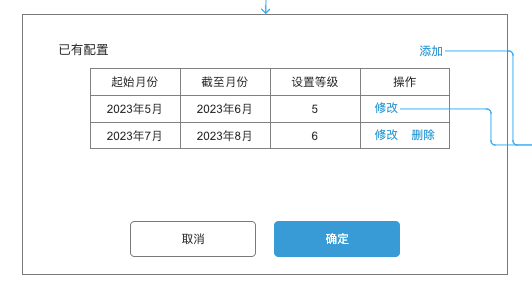 已有配置 添加
起始月份 截至月份 设置等级 操作
2023年5月 2023年6月 5 修改
2023年7月 2023年8月 6 修改 删除
取消 确定